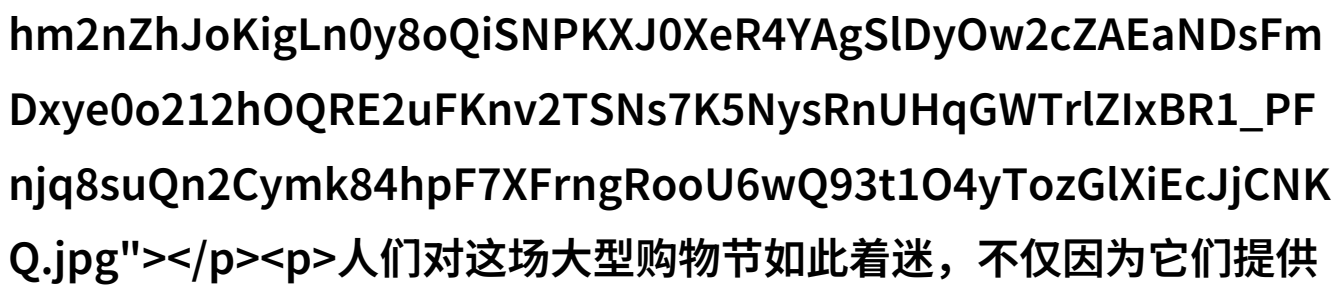 hm2nZhJoKigLn0y8oQiSNPKXJ0XeR4YAgSlDyOw2cZAEaNDsFm
Dxye0o212hOQRE2uFKnv2TSNs7K5NysRnUHqGWTrlZIxBR1_PF
njq8suQn2Cymk84hpF7XFrngRooU6wQ93t1O4yTozGlXiEcJjCNK
Q.jpg"></p><p>人们对这场大型购物节如此着迷，不仅因为它们提供